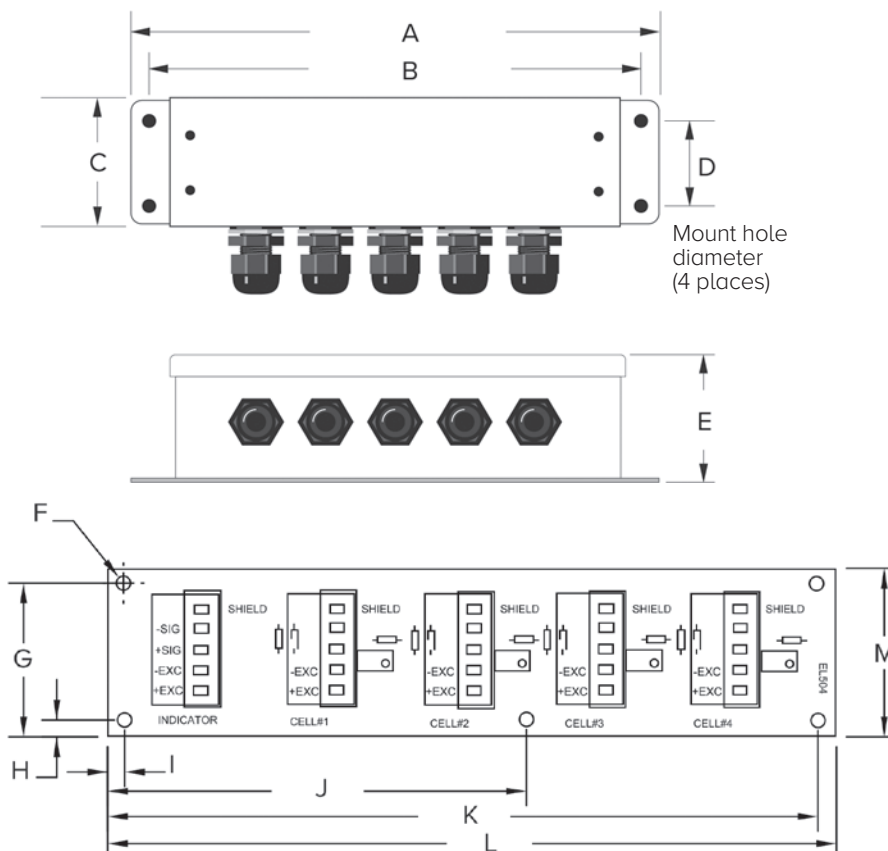 A
B
C
D
Mount hole
diameter
(4 places)
E
F
SHIELD SHIELD SHIELD SHIELD SHIELD
-SIG
+SIG
G
M
-EXC -EXC -EXC -EXC -EXC
+EXC +EXC +EXC +EXC +EXC
EL504
INDICATOR CELL#1 CELL#2 CELL#3 CELL#4
H
I
J
K
L